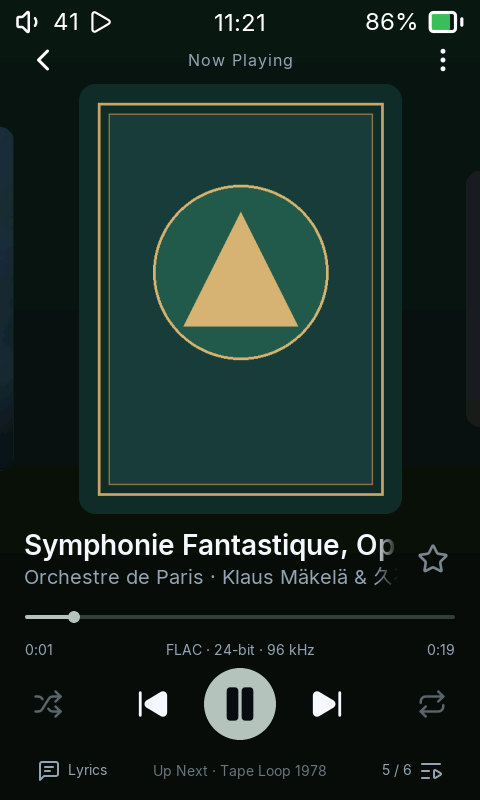 41 11:21 86%
Now Playing
Symphonie Fantastique, Op
Orchestre de Paris · Klaus Mäkelä & 久
0:01 FLAC · 24-bit · 96 kHz 0:19
Lyrics Up Next · Tape Loop 1978 5 / 6